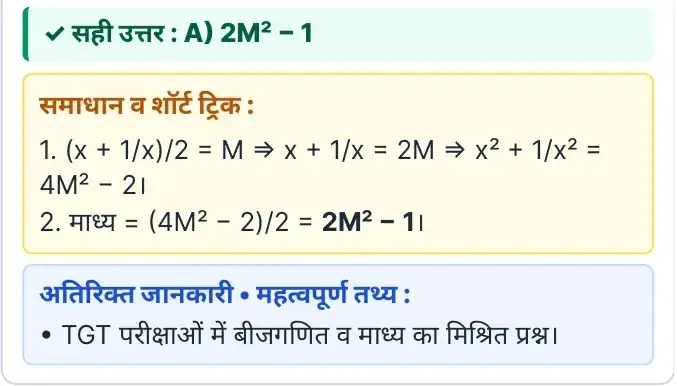 ✓ सही उत्तर : A) 2M² − 1
समाधान व शॉर्ट ट्रिक :
1. (x + 1/x)/2 = M ⇒ x + 1/x = 2M ⇒ x² + 1/x² =
4M² − 2।
2. माध्य = (4M² − 2)/2 = 2M² − 1।
अतिरिक्त जानकारी • महत्वपूर्ण तथ्य :
• TGT परीक्षाओं में बीजगणित व माध्य का मिश्रित प्रश्न।